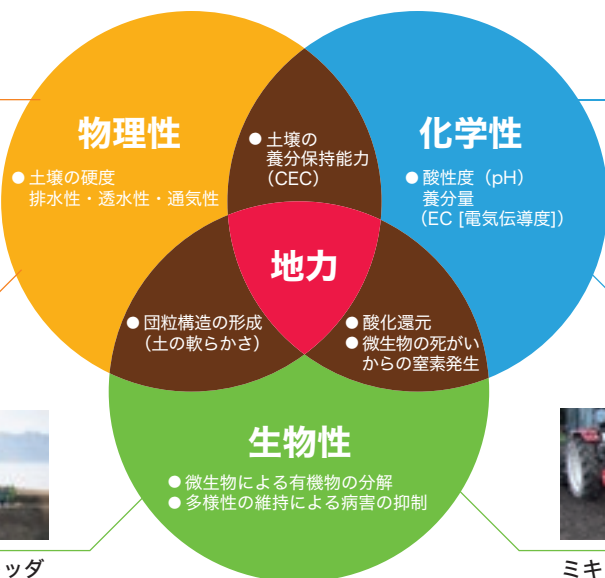 物理性
● 土壌の硬度
排水性・透水性・通気性
● 土壌の
養分保持能力
（CEC）
化学性
● 酸性度（pH）
養分量
（EC [電気伝導度]）
地力
● 団粒構造の形成
（土の軟らかさ）
● 酸化還元
● 微生物の死がい
からの窒素発生
生物性
● 微生物による有機物の分解
● 多様性の維持による病害の抑制
ッダ
ミキ